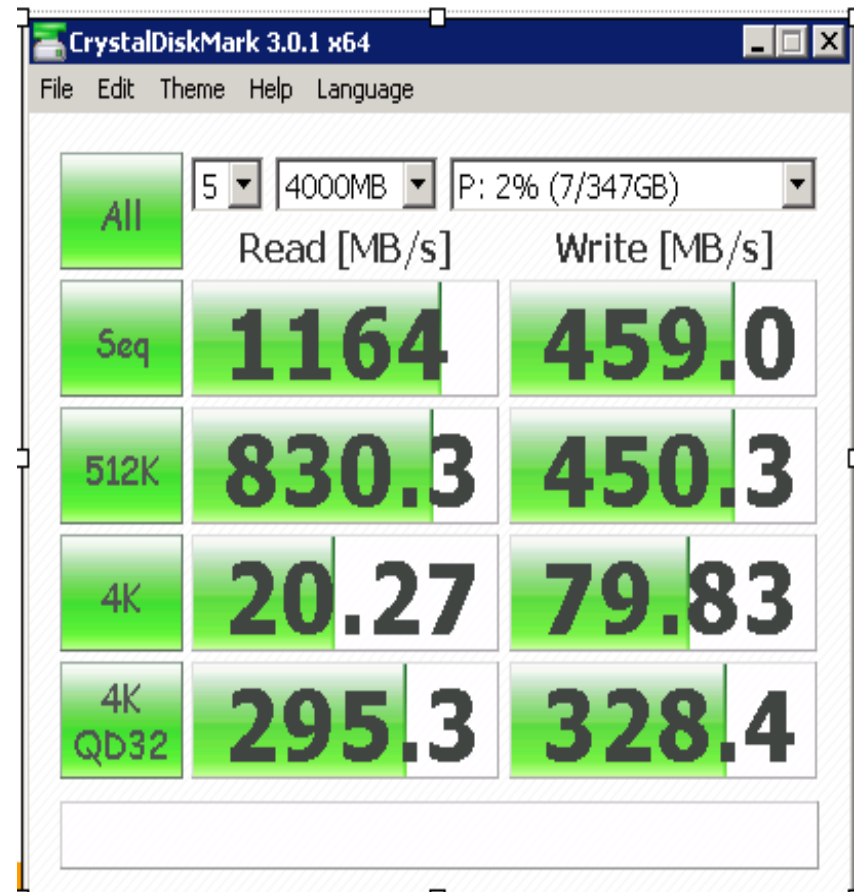 CrystalDiskMark 3.0.1 x64
File Edit Theme Help Language
All 5 4000MB P: 2% (7/347GB)
Read [MB/s] Write [MB/s]
Seq 1164 459.0
512K 830.3 450.3
4K 20.27 79.83
4K QD32 295.3 328.4